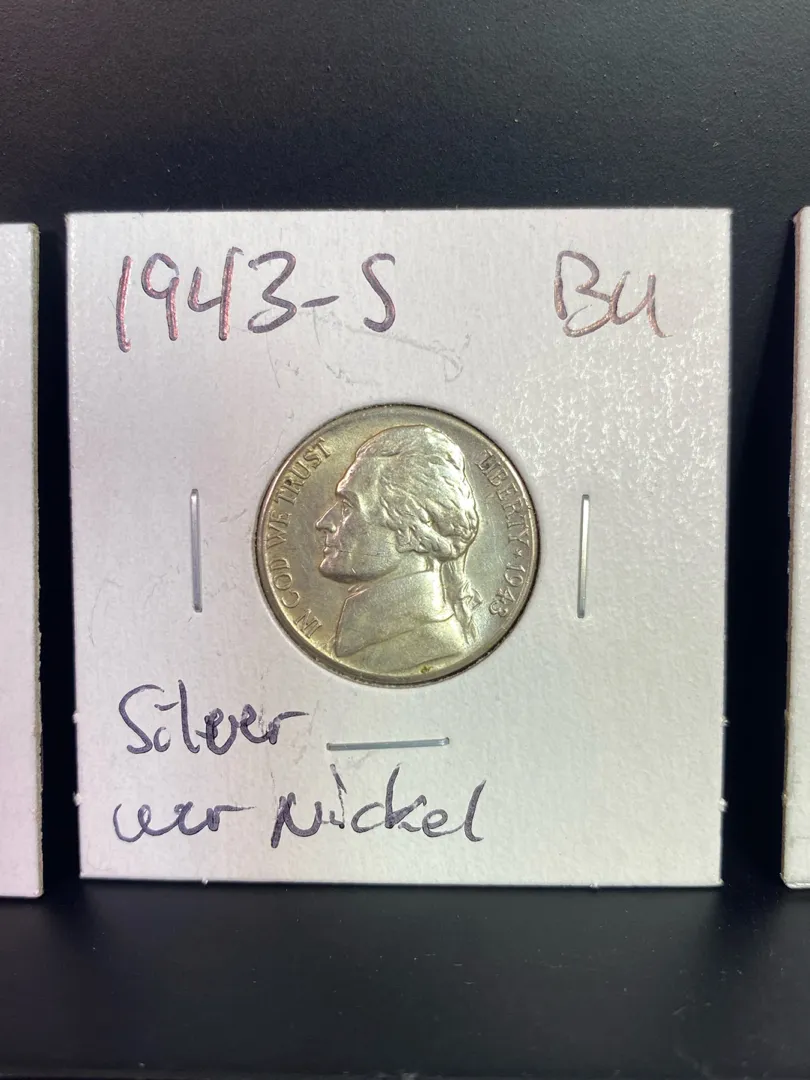 1943-S BU
IN GOD WE TRUST
LIBERTY * 1943
Silver
war Nickel